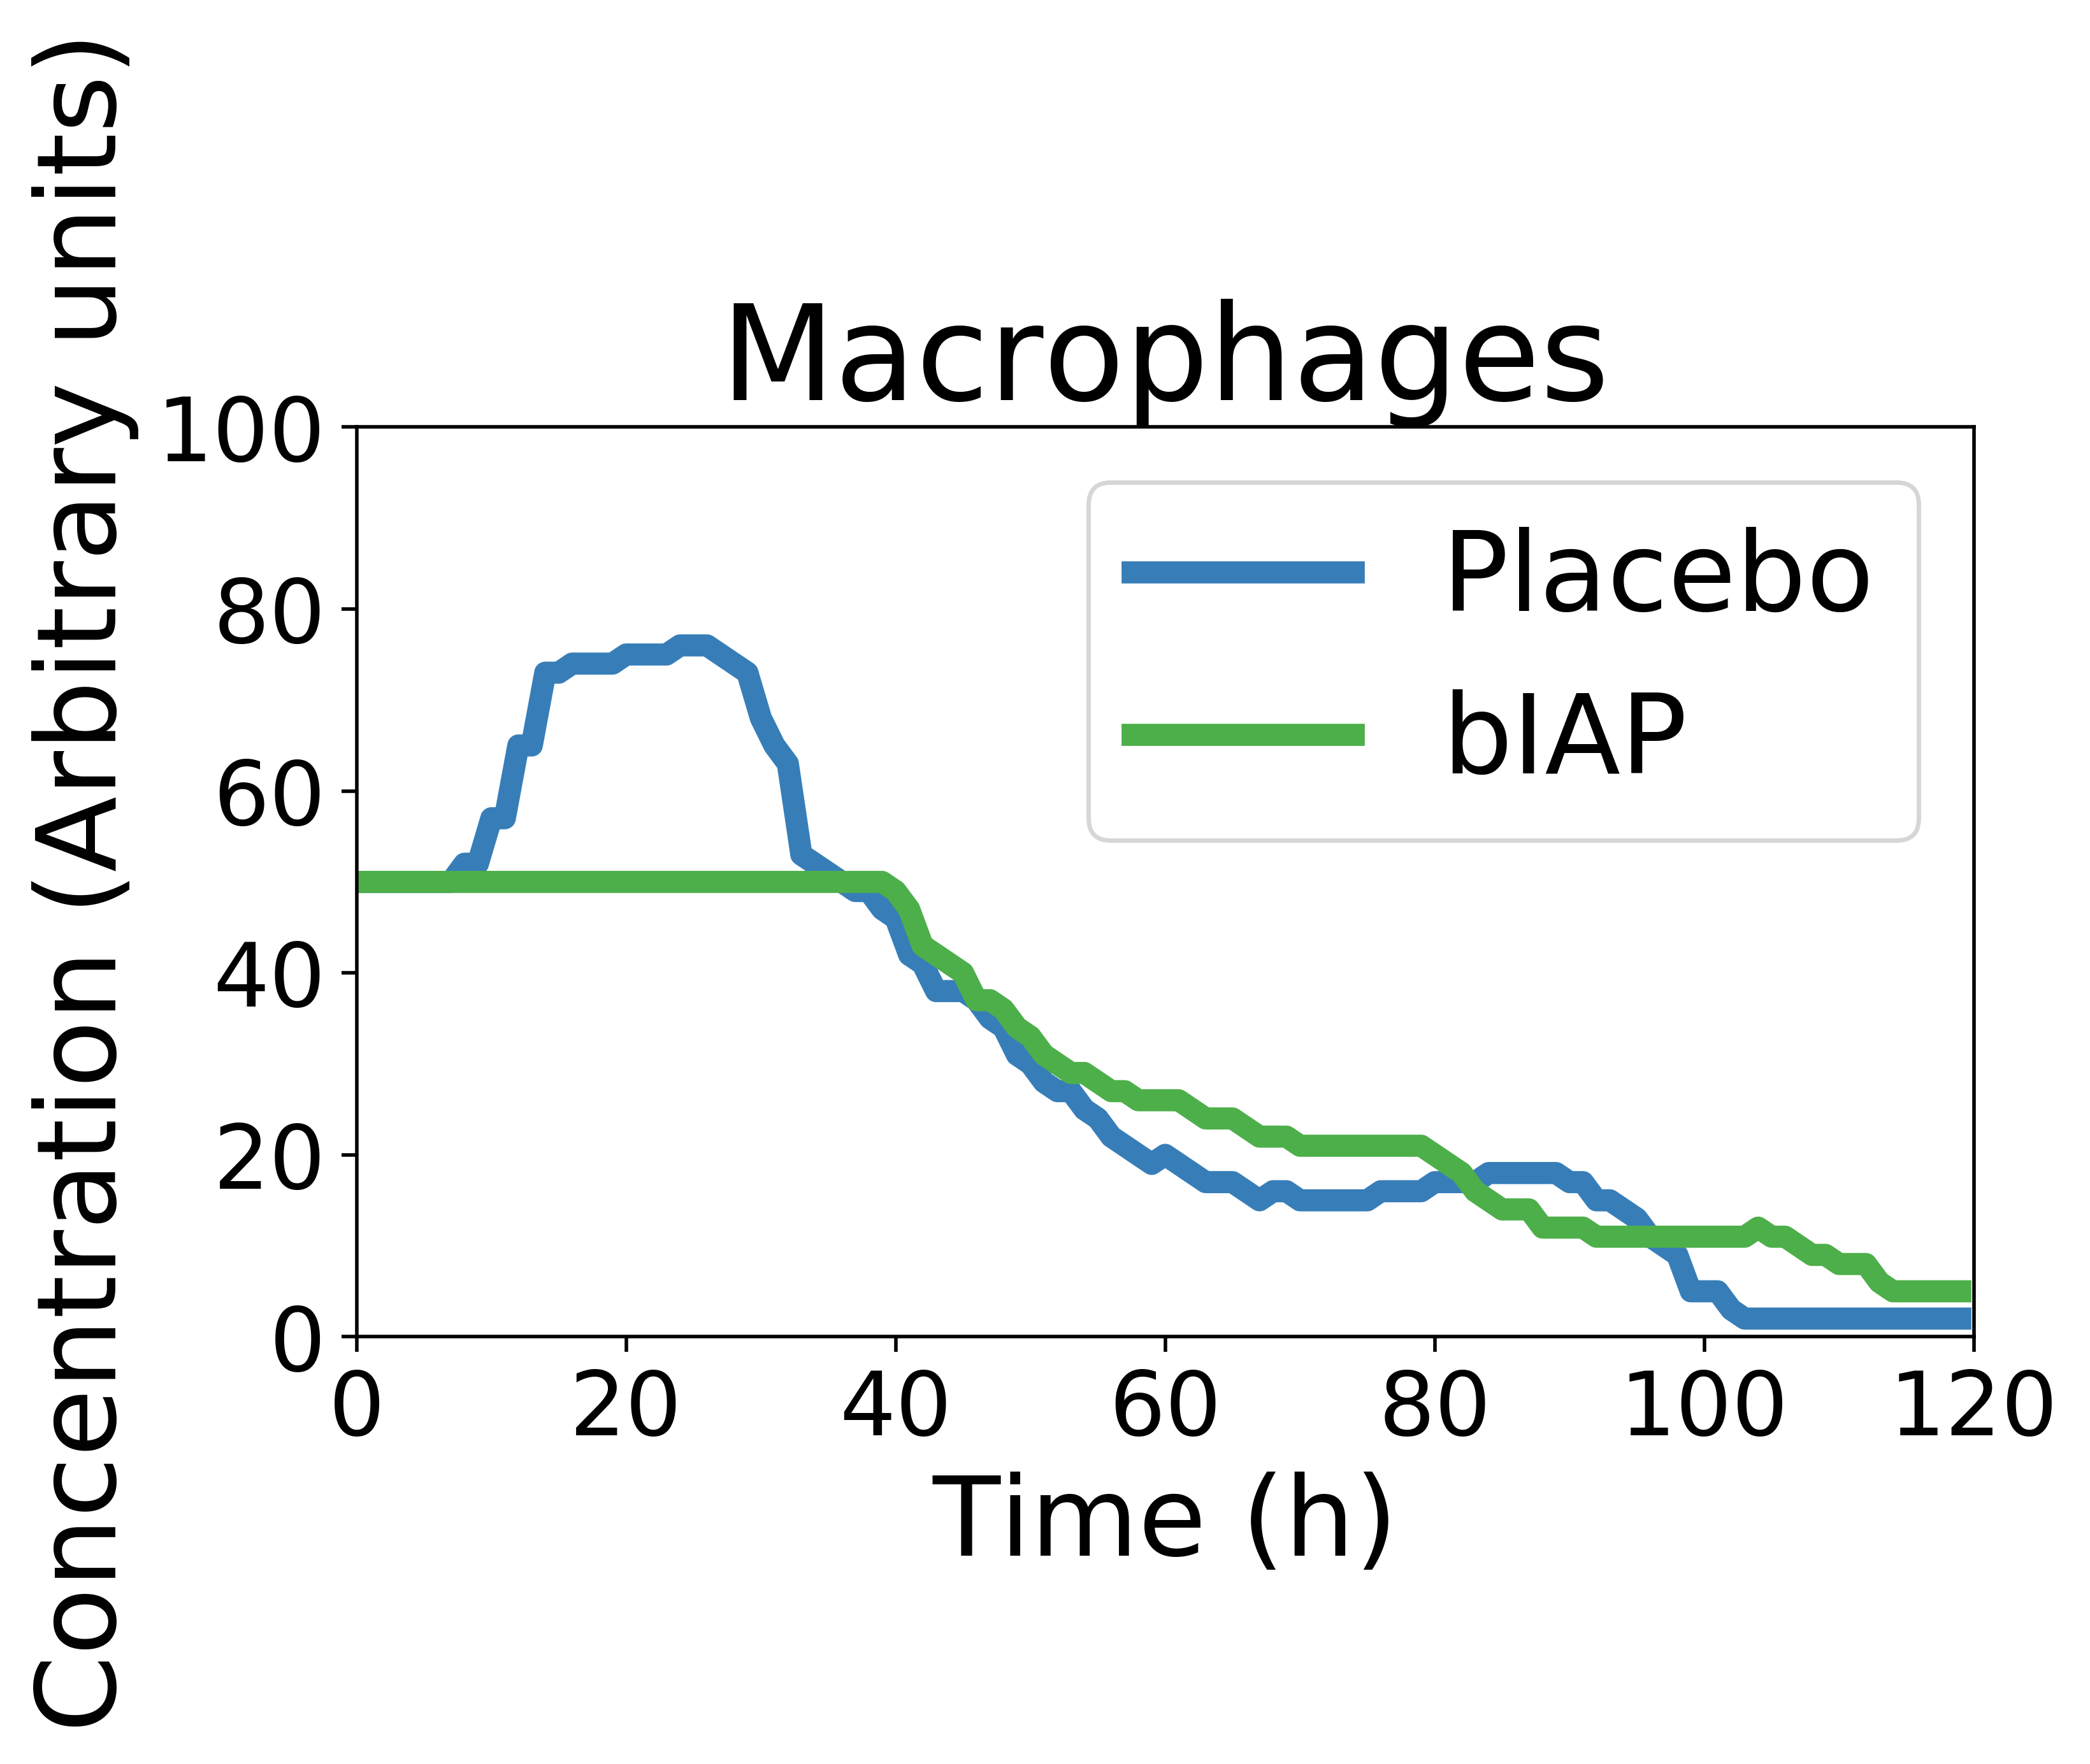 Macrophages
Concentration (Arbitrary units)
100
80
60
40
20
0
Placebo
bIAP
0 20 40 60 80 100 120
Time (h)